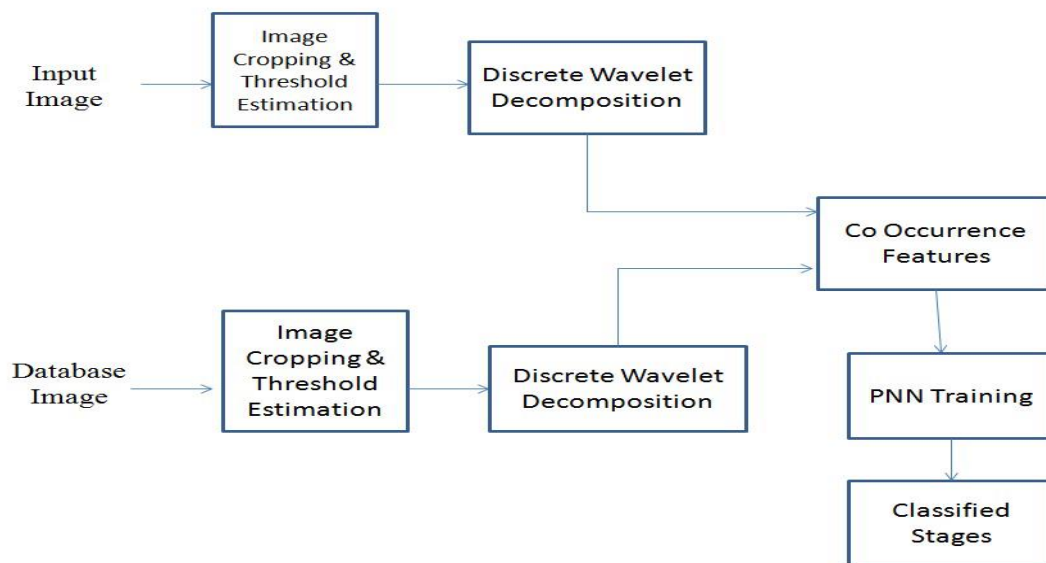 Input
Image
Image
Cropping &
Threshold
Estimation
Discrete Wavelet
Decomposition
Co Occurrence
Features
Database
Image
Image
Cropping &
Threshold
Estimation
Discrete Wavelet
Decomposition
PNN Training
Classified
Stages